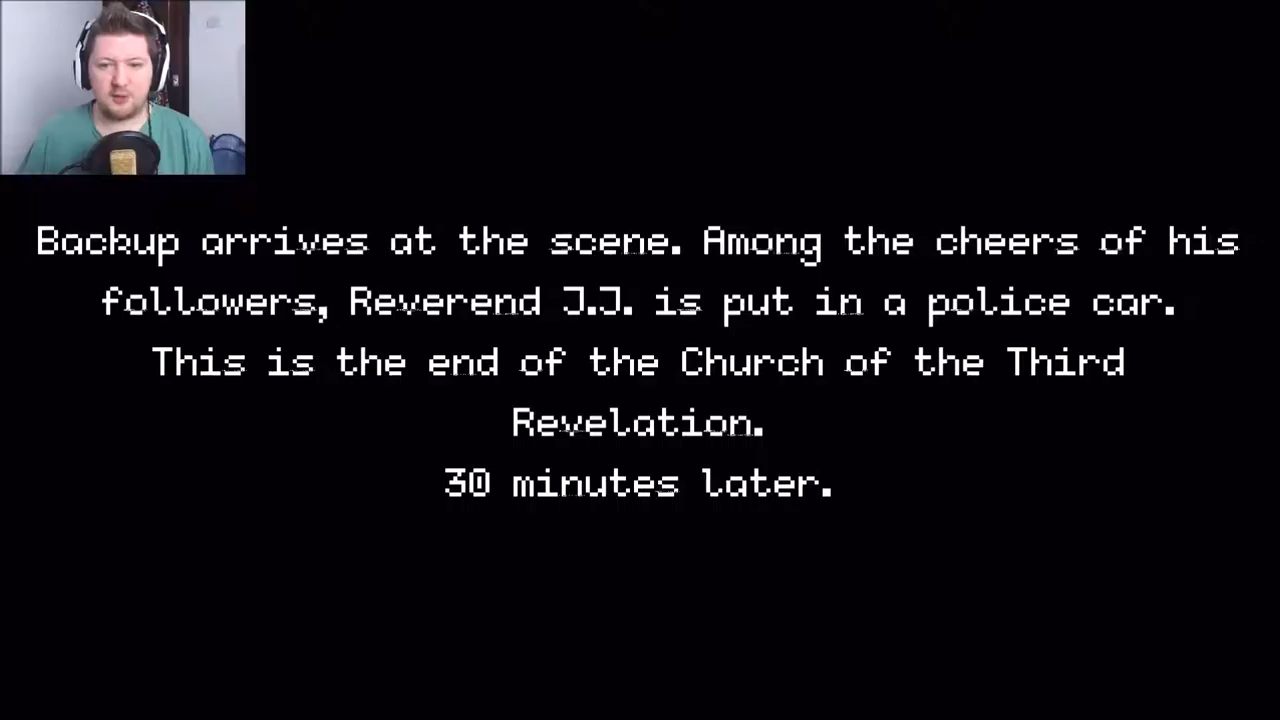 Backup arrives at the scene. Among the cheers of his
followers, Reverend J.J. is put in a police car.
This is the end of the Church of the Third
Revelation.
30 minutes later.